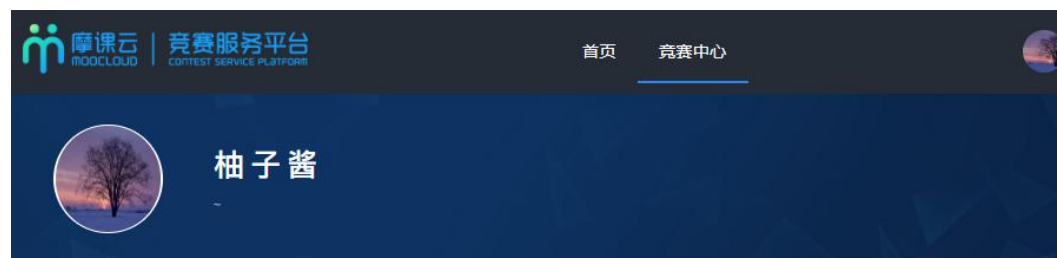 摩课云 | 竞赛服务平台
MOOCLOUD CONTEST SERVICE PLATFORM
首页 竞赛中心
柚子酱
~